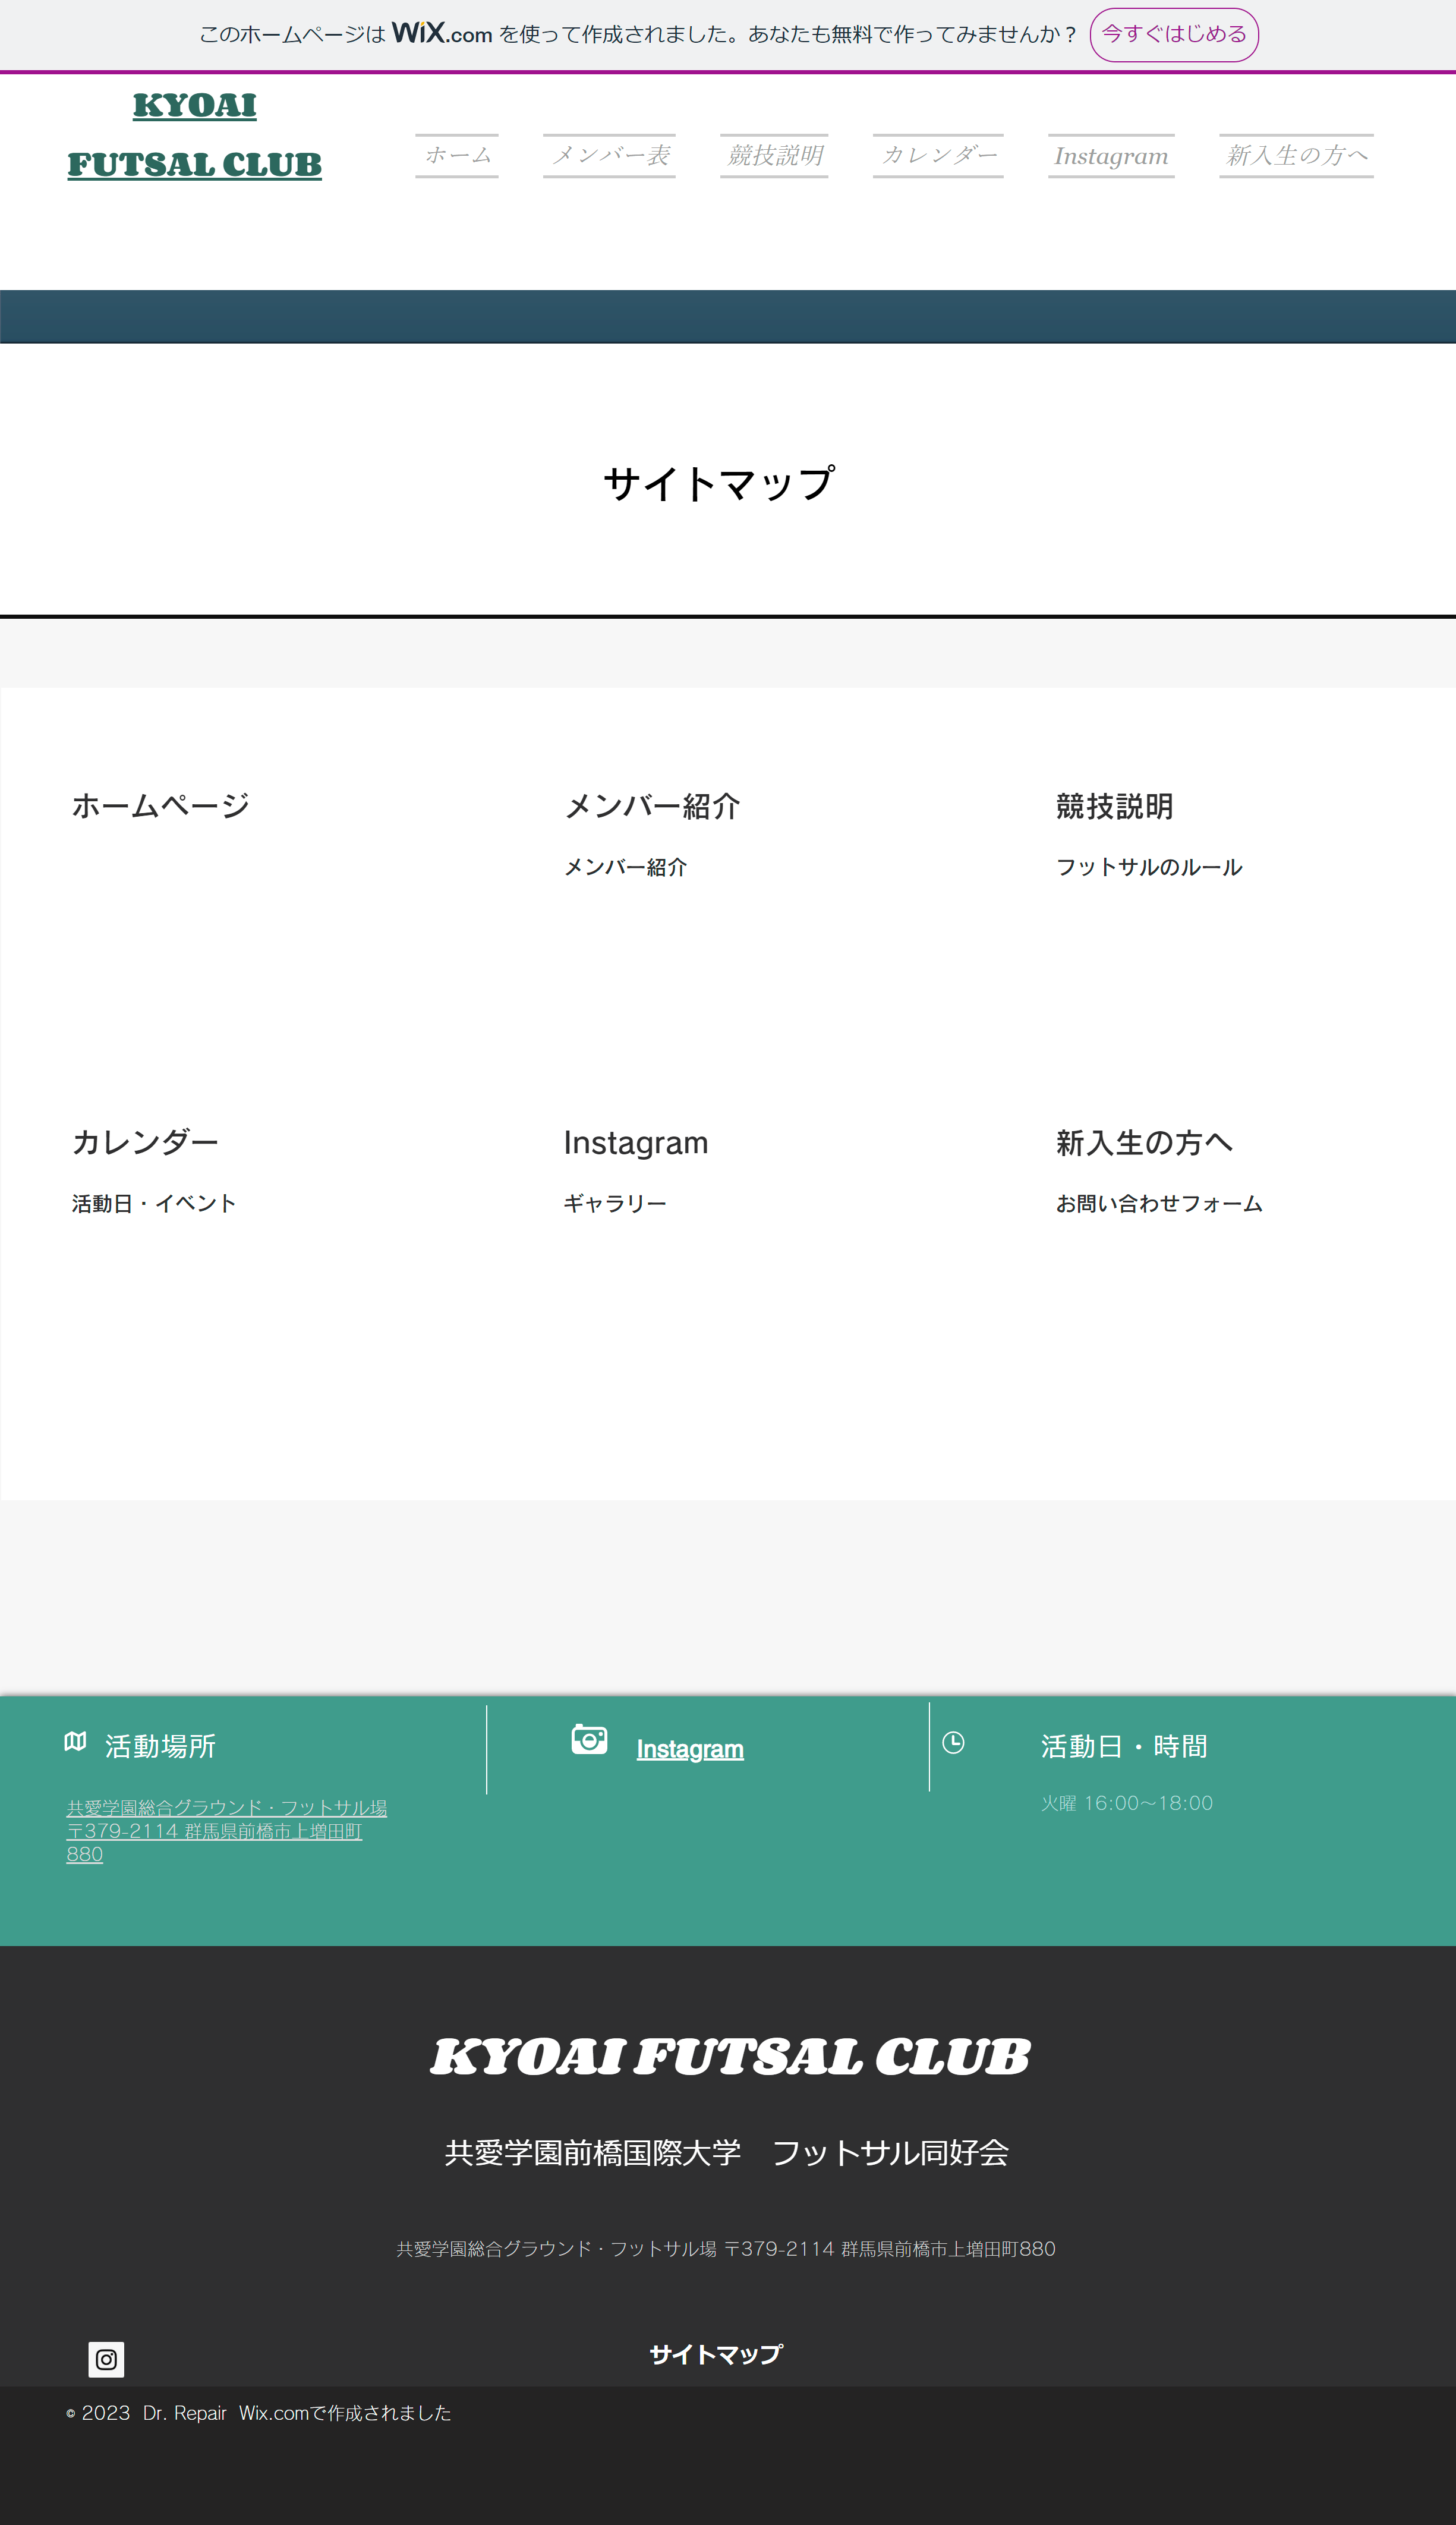 このホームページは WiX.com を使って作成されました。あなたも無料で作ってみませんか？ 今すぐはじめる
KYOAI
FUTSAL CLUB
ホーム メンバー表 競技説明 カレンダー Instagram 新入生の方へ
サイトマップ
ホームページ
メンバー紹介
メンバー紹介
競技説明
フットサルのルール
カレンダー
活動日・イベント
Instagram
ギャラリー
新入生の方へ
お問い合わせフォーム
活動場所
共愛学園総合グラウンド・フットサル場
〒379-2114 群馬県前橋市上増田町
880
Instagram
活動日・時間
火曜 16:00～18:00
KYOAI FUTSAL CLUB
共愛学園前橋国際大学　フットサル同好会
共愛学園総合グラウンド・フットサル場 〒379-2114 群馬県前橋市上増田町880
サイトマップ
© 2023 Dr. Repair Wix.comで作成されました